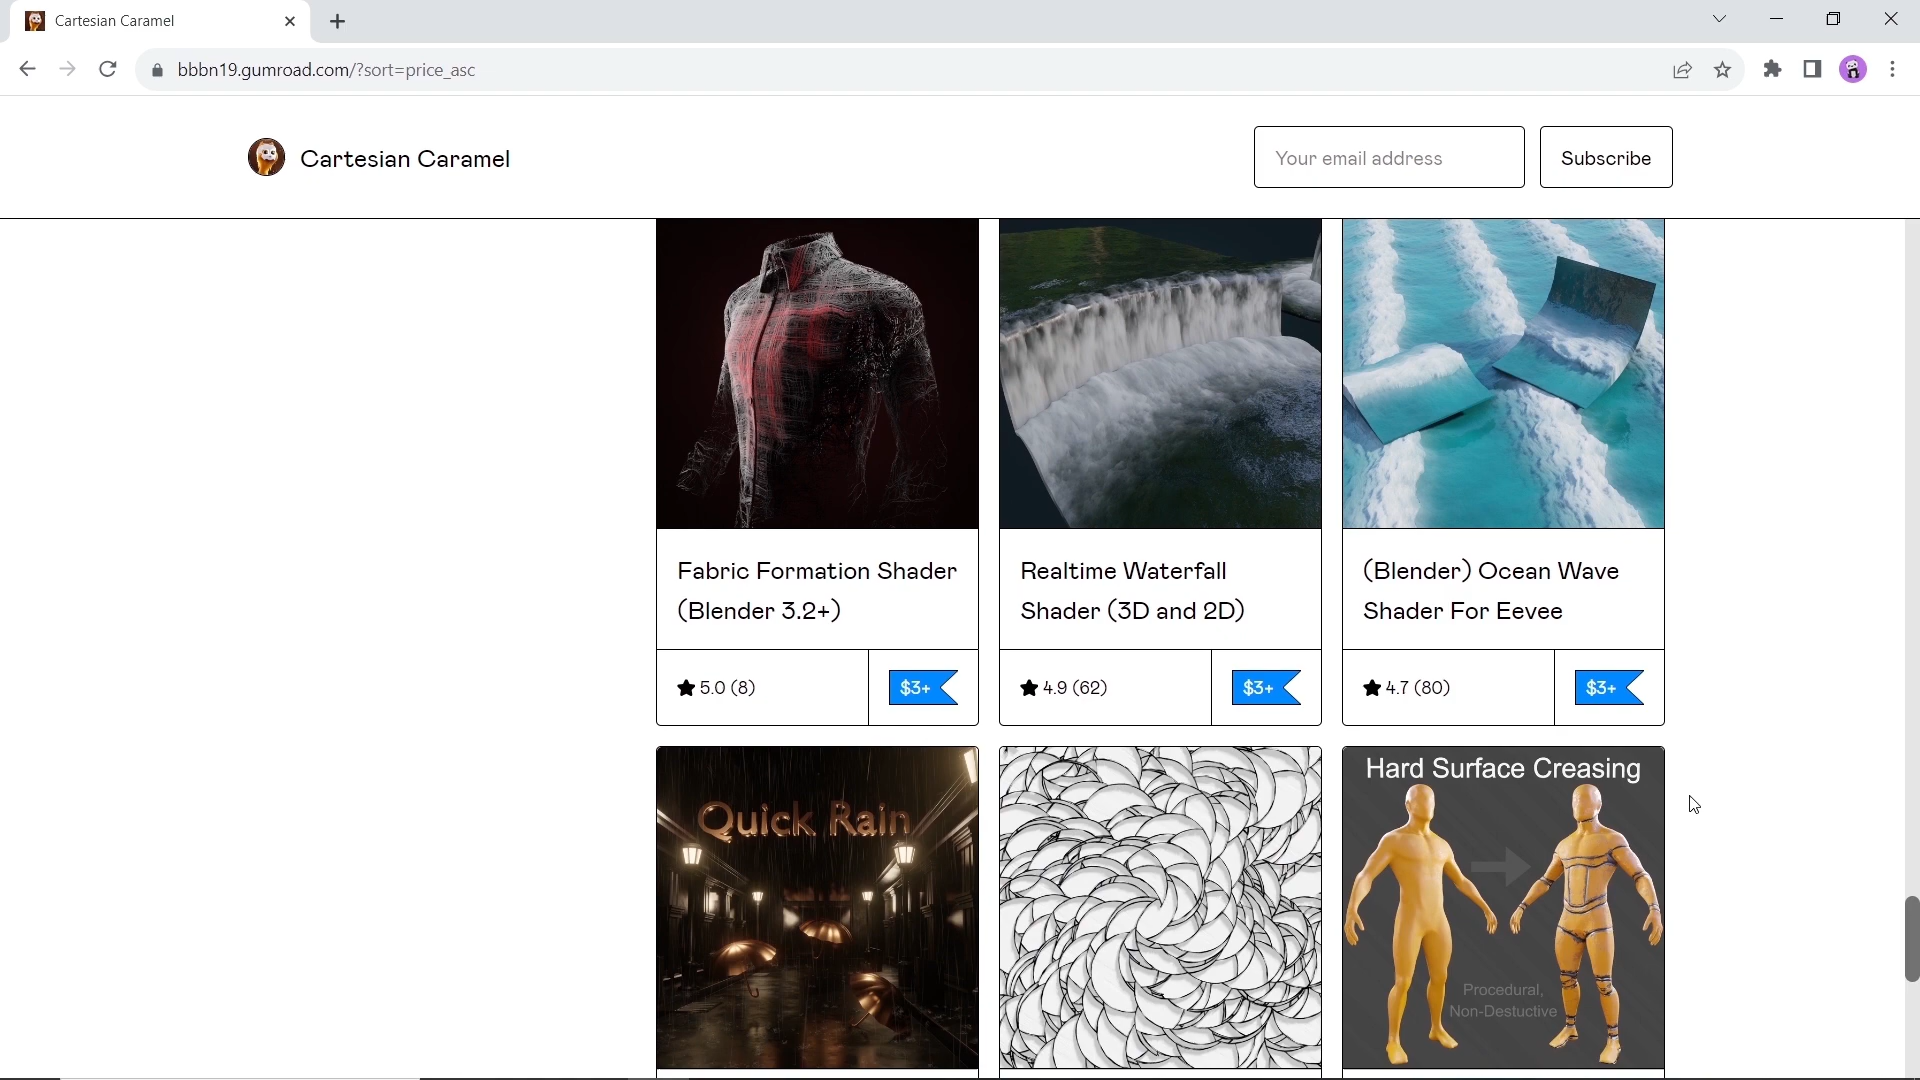 Cartesian Caramel
bbbn19.gumroad.com/?sort=price_asc
Cartesian Caramel
Your email address
Subscribe
Fabric Formation Shader
(Blender 3.2+)
5.0 (8)
$3+
Realtime Waterfall
Shader (3D and 2D)
4.9 (62)
$3+
(Blender) Ocean Wave
Shader For Eevee
4.7 (80)
$3+
Quick Rain
Hard Surface Creasing
Procedural,
Non-Destuctive